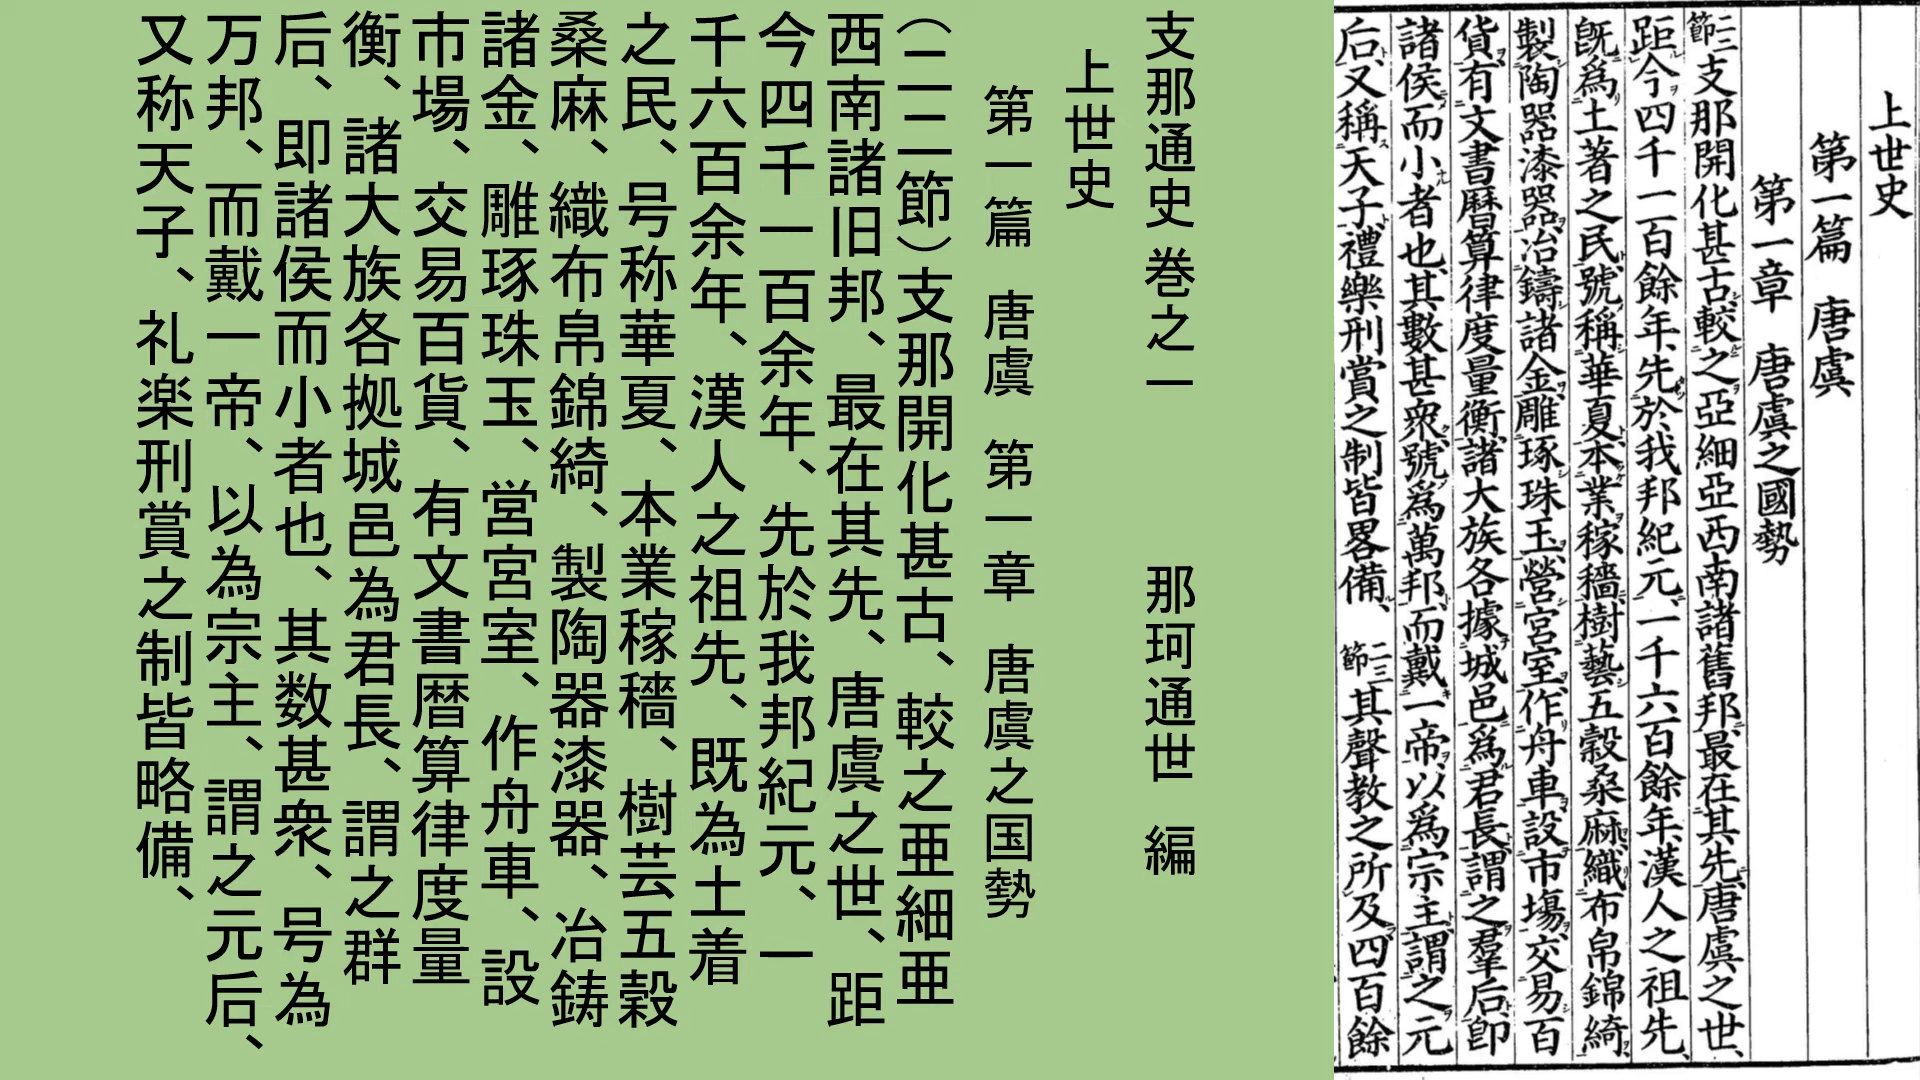 支那通史 巻之一　　　那珂通世　編
上世史
第一篇　唐虞　第一章　唐虞之国勢
（一二節）支那開化甚古、較之亜細亜
西南諸旧邦、最在其先、唐虞之世、距
今四千一百余年、先於我邦紀元、一
千六百余年、漢人之祖先、既為土着
之民、号称華夏、本業稼穡、樹芸五穀
桑麻、織布帛錦綺、製陶器漆器、冶鋳
諸金、雕琢珠玉、営宮室、作舟車、設
市場、交易百貨、有文書暦算律度量
衡、諸大族各拠城邑為君長、謂之群
后、即諸侯而小者也、其数甚衆、号為
万邦、而戴一帝、以為宗主、謂之元后、
又称天子、礼楽刑賞之制皆略備、
上世史
第一篇　唐虞
第一章　唐虞之國勢
一二節支那開化甚古、較之亞細亞西南諸舊邦、最在其先、唐虞之世、
距今四千一百餘年、先於我邦紀元、一千六百餘年、漢人之祖先、
既爲土著之民、號稱華夏、本業稼穡、樹藝五穀桑麻、織布帛錦綺、
製陶器漆器、冶鑄諸金、雕琢珠玉、營宮室、作舟車、設市場、交易百
貨、有文書曆算律度量衡、諸大族各據城邑、爲君長、謂之羣后、卽
諸侯而小者也、其數甚衆、號爲萬邦、而戴一帝、以爲宗主、謂之元
后、又稱天子、禮樂刑賞之制皆畧備、一三節其聲教之所及、四百餘